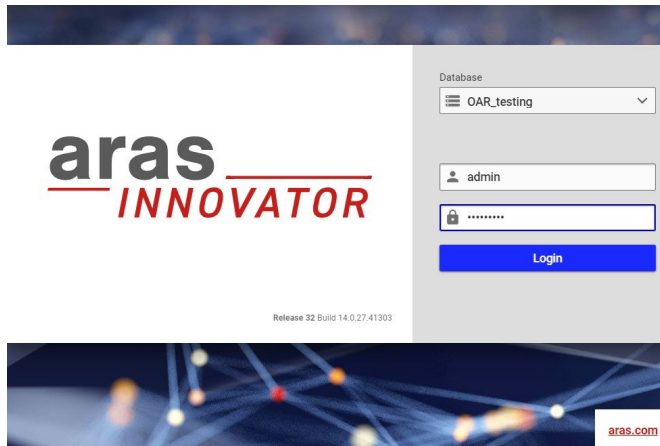 Database
OAR_testing
aras
INNOVATOR
admin
•••••••••
Login
Release 32 Build 14.0.27.41303
aras.com